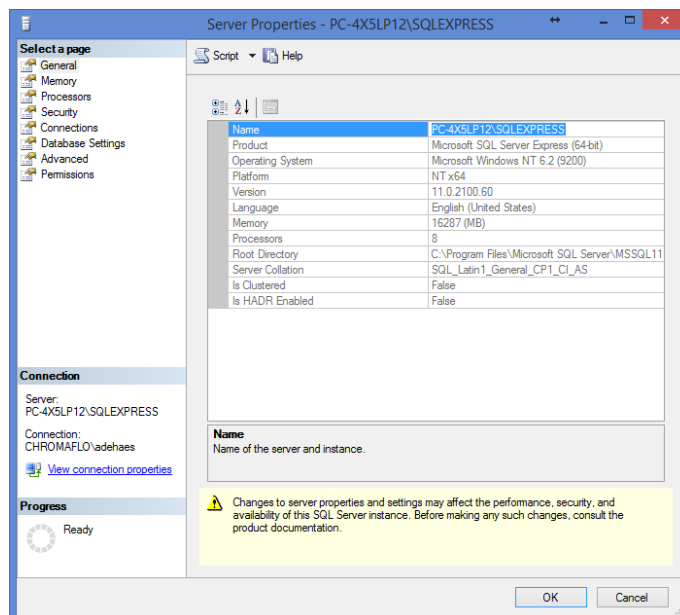 Server Properties - PC-4X5LP12\SQLEXPRESS
Select a page
General
Memory
Processors
Security
Connections
Database Settings
Advanced
Permissions
Script
Help
Name PC-4X5LP12\SQLEXPRESS
Product Microsoft SQL Server Express (64-bit)
Operating System Microsoft Windows NT 6.2 (9200)
Platform NT x64
Version 11.0.2100.60
Language English (United States)
Memory 16287 (MB)
Processors 8
Root Directory C:\Program Files\Microsoft SQL Server\MSSQL11
Server Collation SQL_Latin1_General_CP1_CI_AS
Is Clustered False
Is HADR Enabled False
Name
Name of the server and instance.
Connection
Server:
PC-4X5LP12\SQLEXPRESS
Connection:
CHROMAFLO\adehaes
View connection properties
Progress
Ready
Changes to server properties and settings may affect the performance, security, and
availability of this SQL Server instance. Before making any such changes, consult the
product documentation.
OK
Cancel